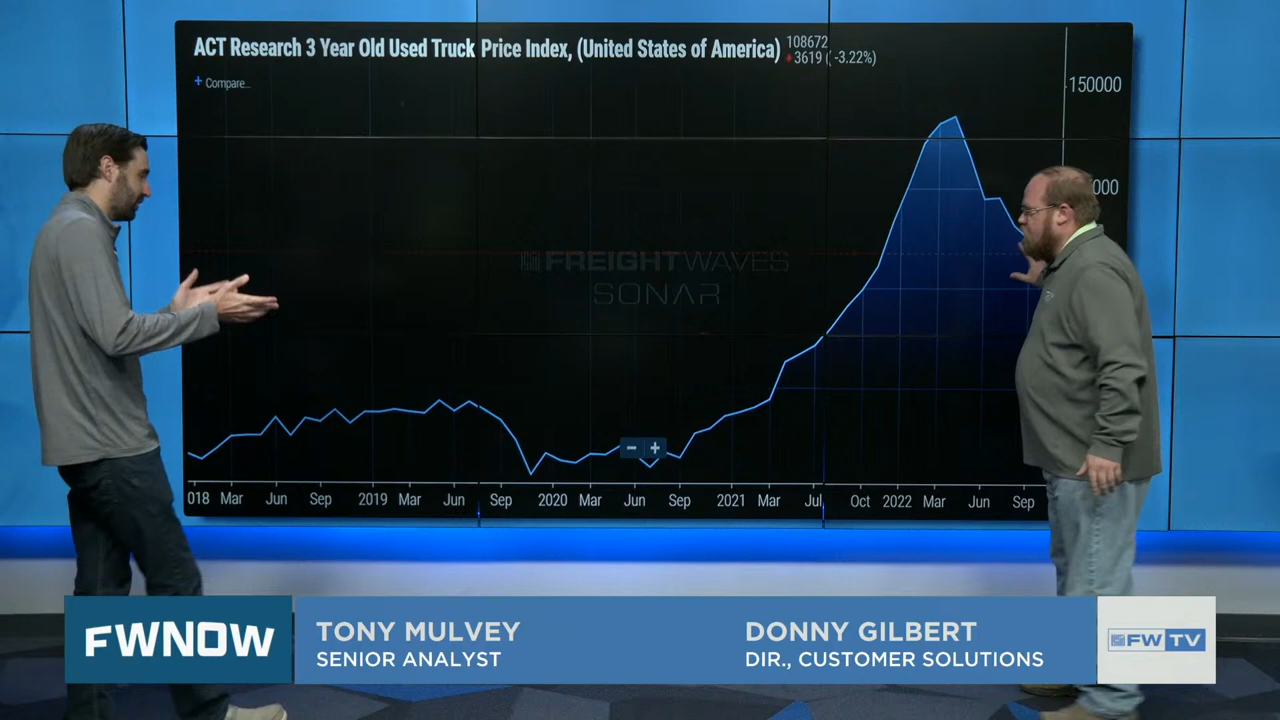 ACT Research 3 Year Old Used Truck Price Index, (United States of America) 108672
3619 ( -3.22%)
+ Compare...
150000
000
FREIGHTWAVES
SONAR
018 Mar Jun Sep 2019 Mar Jun Sep 2020 Mar Jun Sep 2021 Mar Jul Oct 2022 Mar Jun Sep
FWNOW
TONY MULVEY
SENIOR ANALYST
DONNY GILBERT
DIR., CUSTOMER SOLUTIONS
FWTV